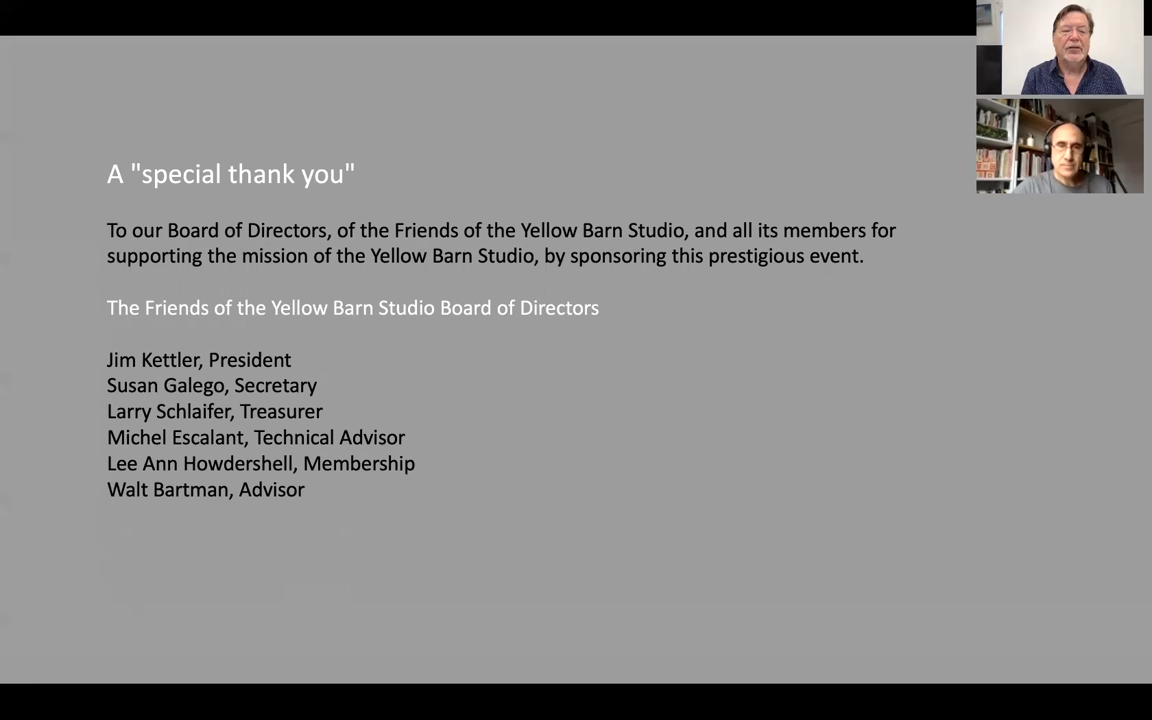 A "special thank you"
To our Board of Directors, of the Friends of the Yellow Barn Studio, and all its members for
supporting the mission of the Yellow Barn Studio, by sponsoring this prestigious event.
The Friends of the Yellow Barn Studio Board of Directors
Jim Kettler, President
Susan Galego, Secretary
Larry Schlaifer, Treasurer
Michel Escalant, Technical Advisor
Lee Ann Howdershell, Membership
Walt Bartman, Advisor